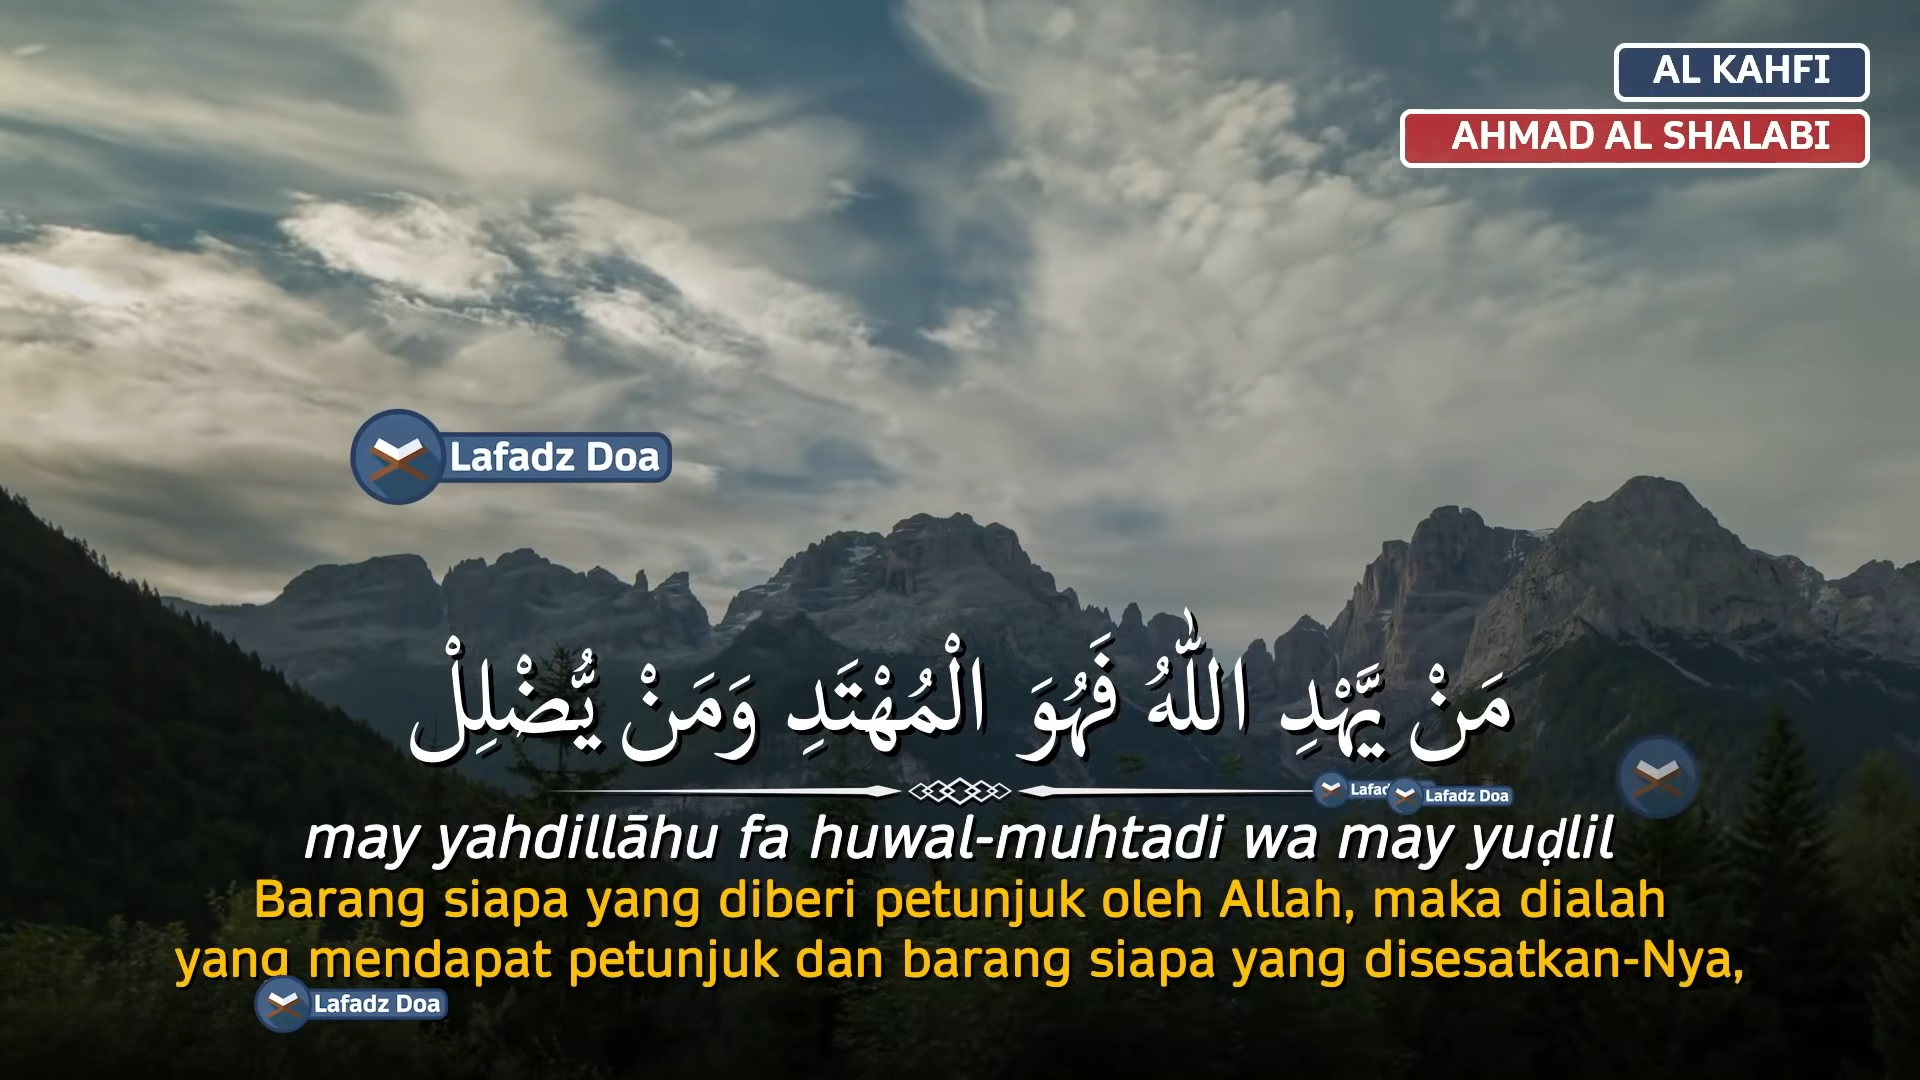 AL KAHFI
AHMAD AL SHALABI
Lafadz Doa
مَنْ يَّهْدِ اللّٰهُ فَهُوَ الْمُهْتَدِ وَمَنْ يُّضْلِلْ
Lafadz Doa
may yahdillāhu fa huwal-muhtadi wa may yuḍlil
Barang siapa yang diberi petunjuk oleh Allah, maka dialah
yang mendapat petunjuk dan barang siapa yang disesatkan-Nya,
Lafadz Doa